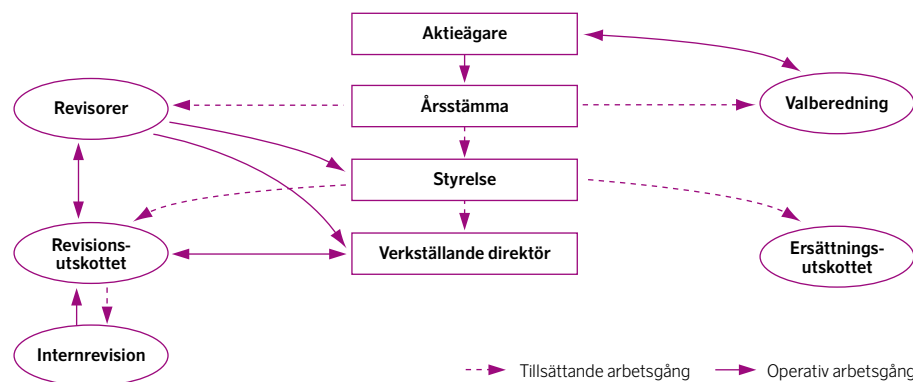 Aktieägare
Revisorer
Årsstämma
Valberedning
Styrelse
Revisions-
utskottet
Verkställande direktör
Ersättnings-
utskottet
Internrevision
Tillsättande arbetsgång
Operativ arbetsgång